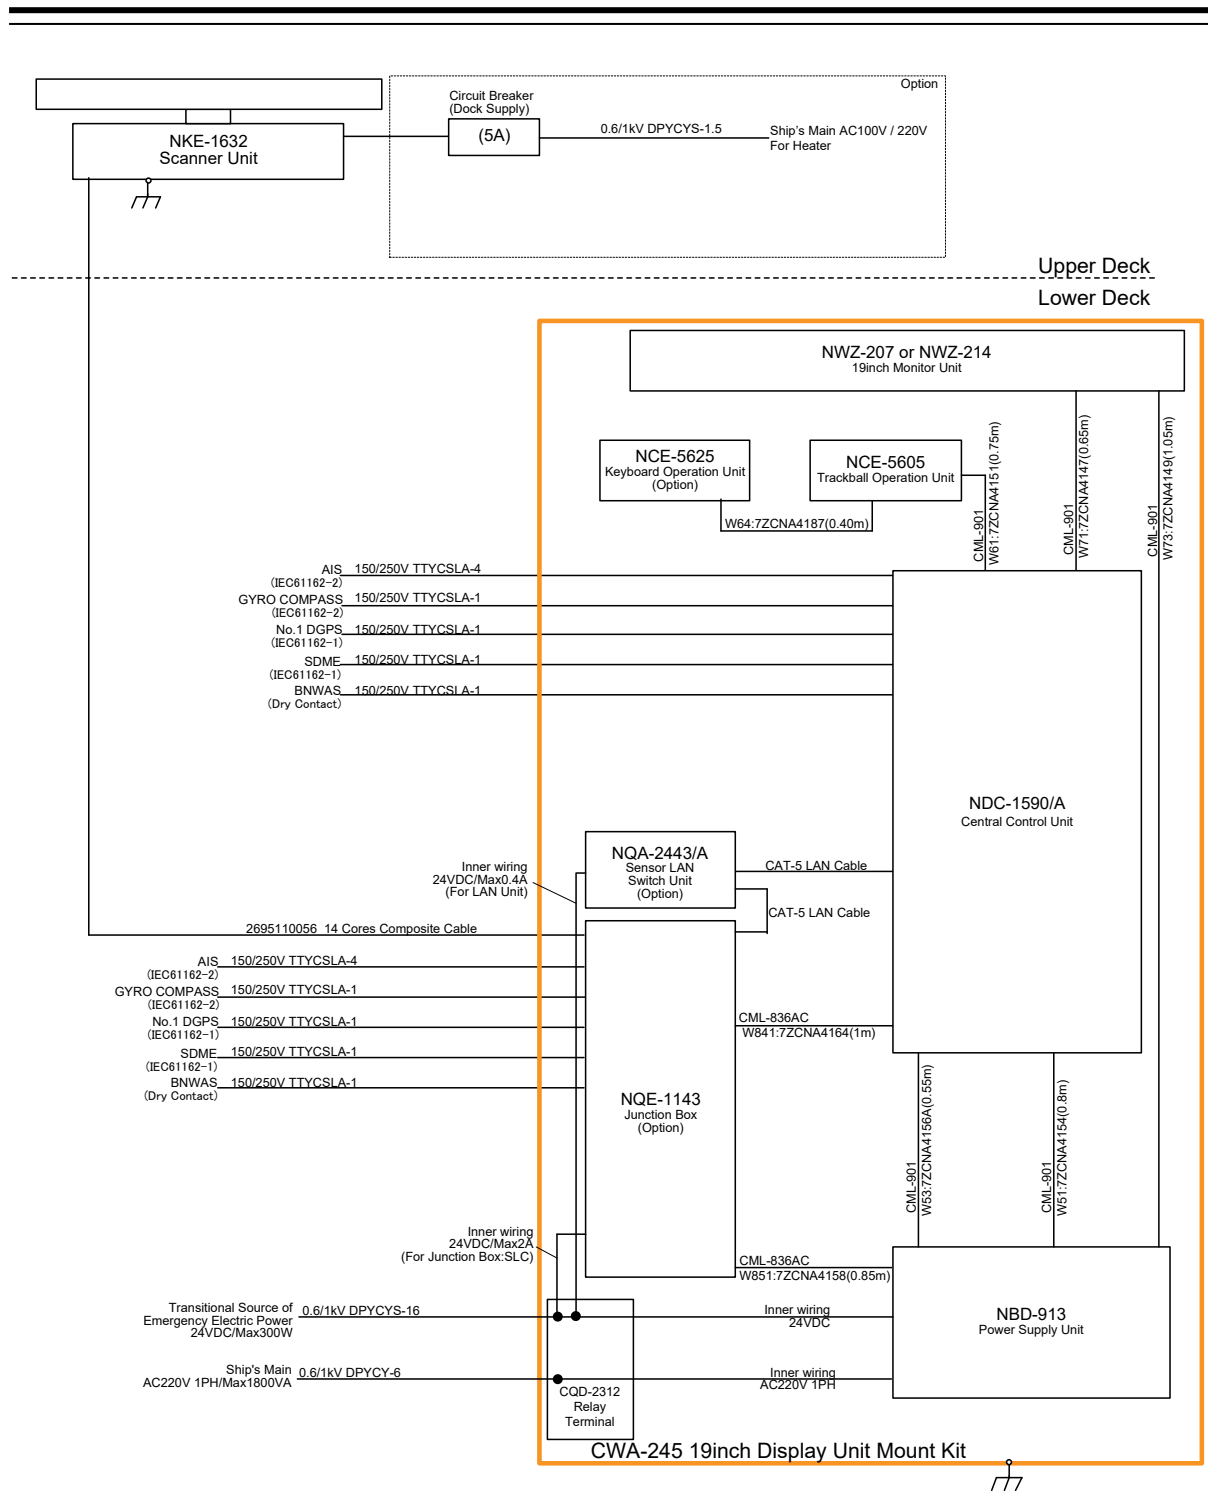 Option
Circuit Breaker
(Dock Supply)
(5A)
0.6/1kV DPYCYS-1.5
Ship's Main AC100V / 220V
For Heater
NKE-1632
Scanner Unit
Upper Deck
Lower Deck
NWZ-207 or NWZ-214
19inch Monitor Unit
NCE-5625
Keyboard Operation Unit
(Option)
NCE-5605
Trackball Operation Unit
W64:7ZCNA4187(0.40m)
CML-901
W61:7ZCNA4151(0.75m)
CML-901
W71:7ZCNA4147(0.65m)
CML-901
W73:7ZCNA4149(1.05m)
AIS 150/250V TTYCSLA-4
(IEC61162-2)
GYRO COMPASS 150/250V TTYCSLA-1
(IEC61162-2)
No.1 DGPS 150/250V TTYCSLA-1
(IEC61162-1)
SDME 150/250V TTYCSLA-1
(IEC61162-1)
BNWAS 150/250V TTYCSLA-1
(Dry Contact)
NDC-1590/A
Central Control Unit
NQA-2443/A
Sensor LAN
Switch Unit
(Option)
CAT-5 LAN Cable
CAT-5 LAN Cable
Inner wiring
24VDC/Max0.4A
(For LAN Unit)
2695110056 14 Cores Composite Cable
AIS 150/250V TTYCSLA-4
(IEC61162-2)
GYRO COMPASS 150/250V TTYCSLA-1
(IEC61162-2)
No.1 DGPS 150/250V TTYCSLA-1
(IEC61162-1)
SDME 150/250V TTYCSLA-1
(IEC61162-1)
BNWAS 150/250V TTYCSLA-1
(Dry Contact)
CML-836AC
W841:7ZCNA4164(1m)
NQE-1143
Junction Box
(Option)
CML-901
W53:7ZCNA4156A(0.55m)
CML-901
W51:7ZCNA4154(0.8m)
Inner wiring
24VDC/Max2A
(For Junction Box:SLC)
CML-836AC
W851:7ZCNA4158(0.85m)
Transitional Source of
Emergency Electric Power
24VDC/Max300W
0.6/1kV DPYCYS-16
Inner wiring
24VDC
NBD-913
Power Supply Unit
Ship's Main
AC220V 1PH/Max1800VA
0.6/1kV DPYCY-6
Inner wiring
AC220V 1PH
CQD-2312
Relay
Terminal
CWA-245 19inch Display Unit Mount Kit